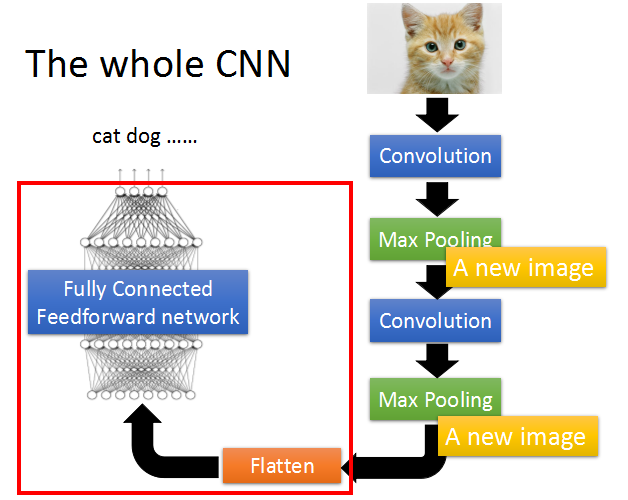 The whole CNN
cat dog ......
Convolution
Max Pooling
A new image
Convolution
Max Pooling
A new image
Flatten
Fully Connected
Feedforward network